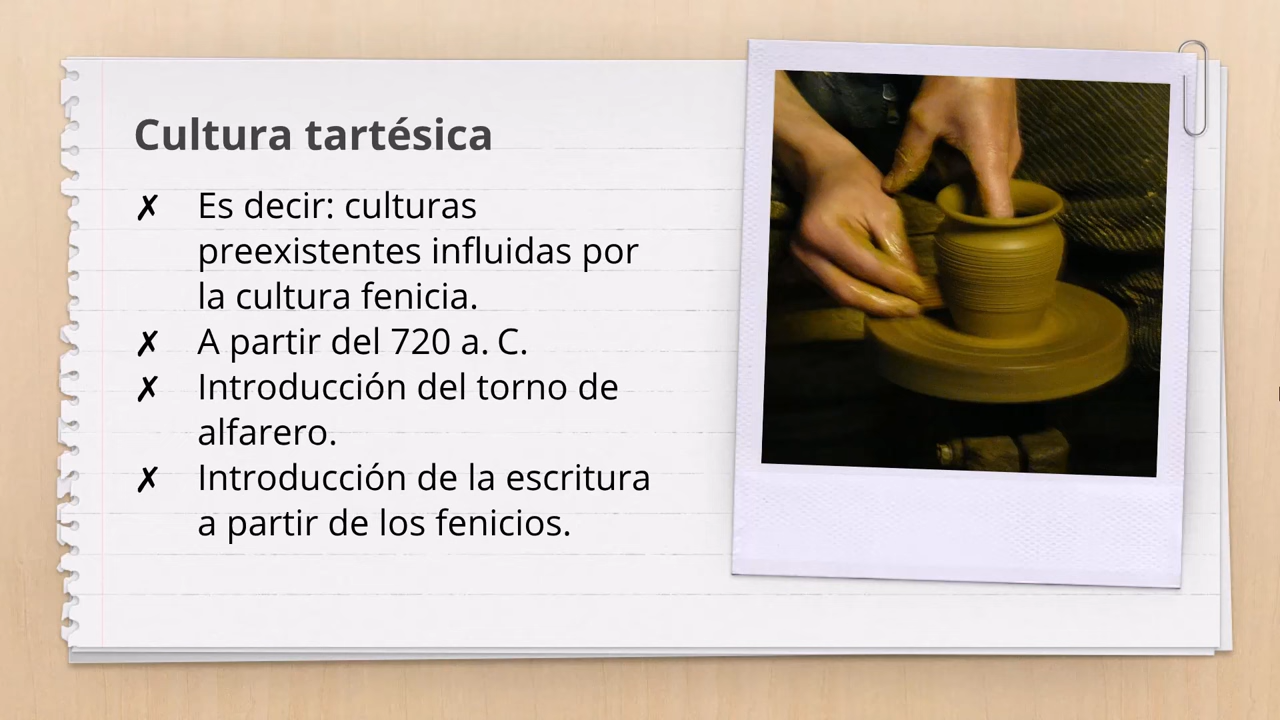 Cultura tartésica
✗ Es decir: culturas
preexistentes influidas por
la cultura fenicia.
✗ A partir del 720 a. C.
✗ Introducción del torno de
alfarero.
✗ Introducción de la escritura
a partir de los fenicios.